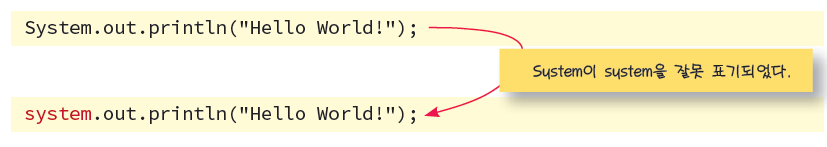 System.out.println("Hello World!");
System이 system을 잘못 표기되었다.
system.out.println("Hello World!");